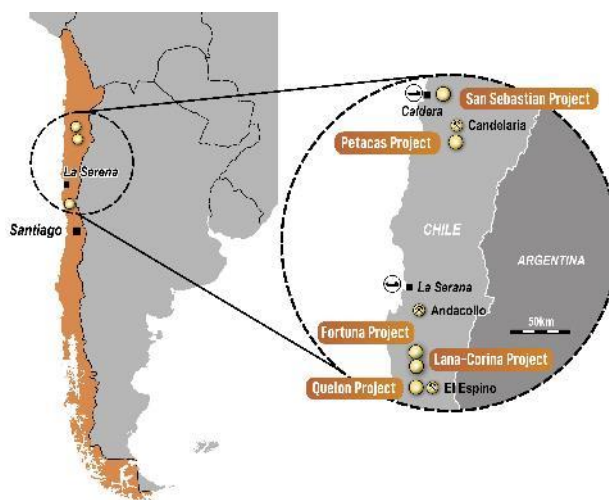 La Serena
Santiago
San Sebastian Project
Caldera
Candelaria
Petacas Project
CHILE
ARGENTINA
La Serana
Andacollo
50km
Fortuna Project
Lana-Corina Project
Quelon Project
El Espino